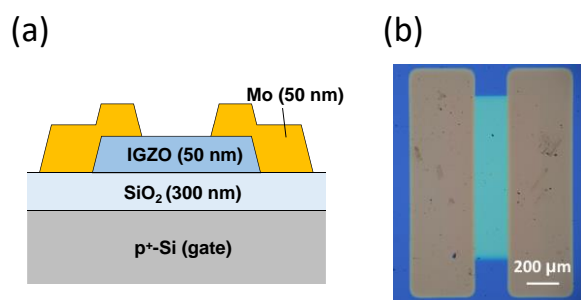 (a)
(b)
Mo (50 nm)
IGZO (50 nm)
SiO₂ (300 nm)
p⁺-Si (gate)
200 μm